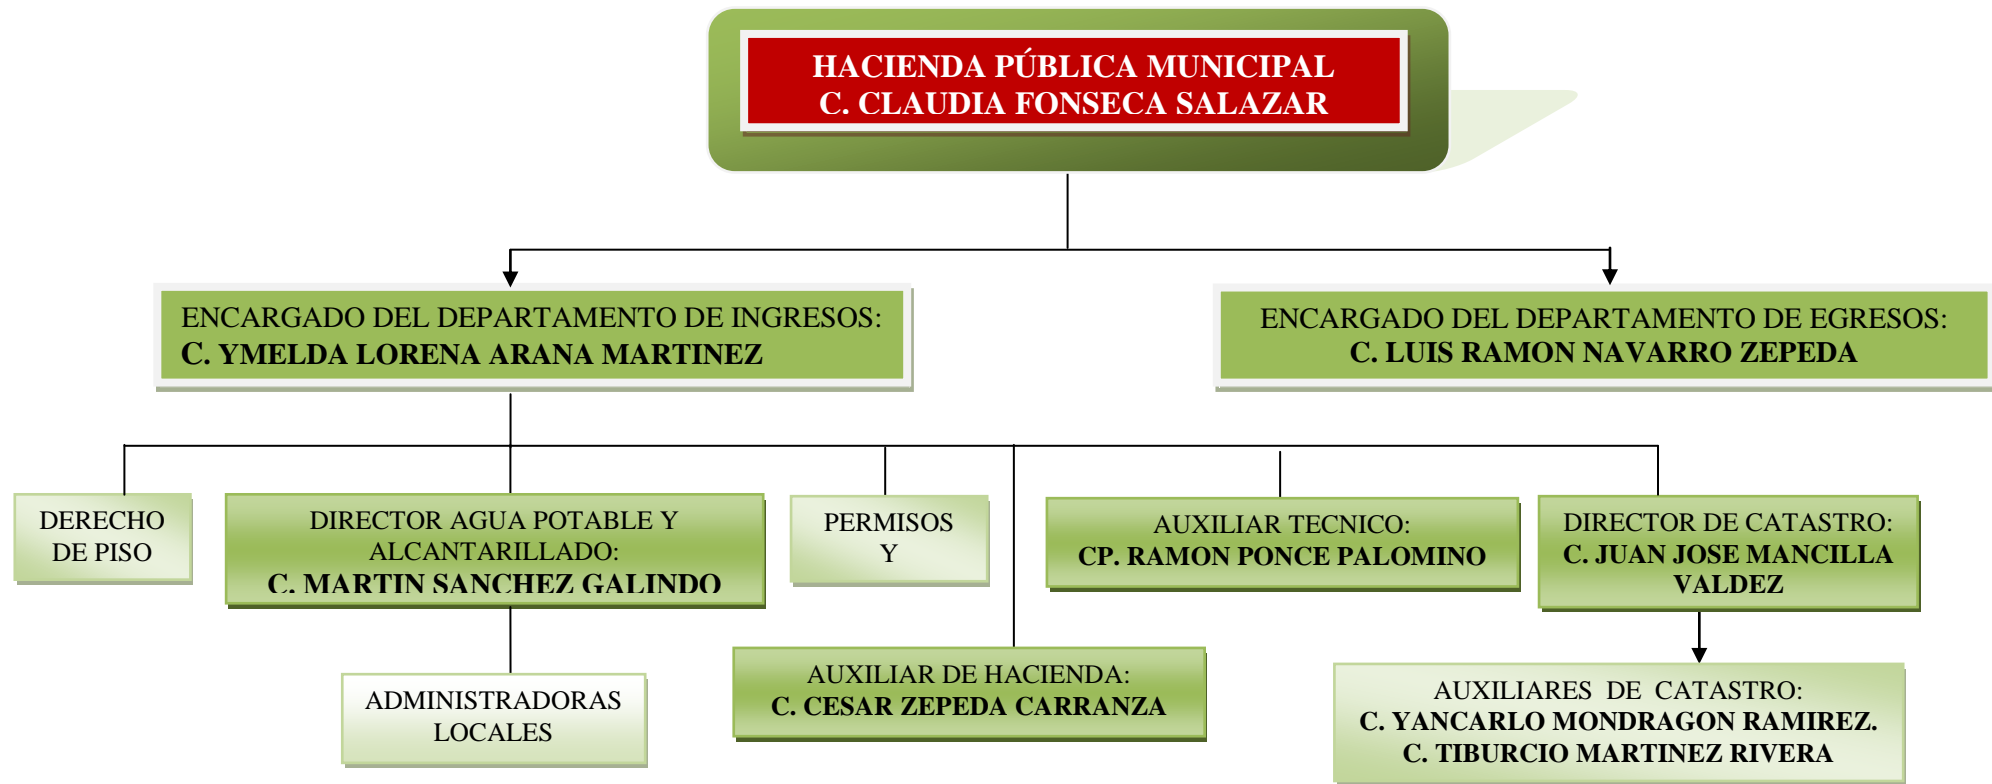 HACIENDA PÚBLICA MUNICIPAL
C. CLAUDIA FONSECA SALAZAR
ENCARGADO DEL DEPARTAMENTO DE INGRESOS:
C. YMELDA LORENA ARANA MARTINEZ
ENCARGADO DEL DEPARTAMENTO DE EGRESOS:
C. LUIS RAMON NAVARRO ZEPEDA
DERECHO
DE PISO
DIRECTOR AGUA POTABLE Y
ALCANTARILLADO:
C. MARTIN SANCHEZ GALINDO
PERMISOS
Y
AUXILIAR TECNICO:
CP. RAMON PONCE PALOMINO
DIRECTOR DE CATASTRO:
C. JUAN JOSE MANCILLA
VALDEZ
ADMINISTRADORAS
LOCALES
AUXILIAR DE HACIENDA:
C. CESAR ZEPEDA CARRANZA
AUXILIARES DE CATASTRO:
C. YANCARLO MONDRAGON RAMIREZ.
C. TIBURCIO MARTINEZ RIVERA